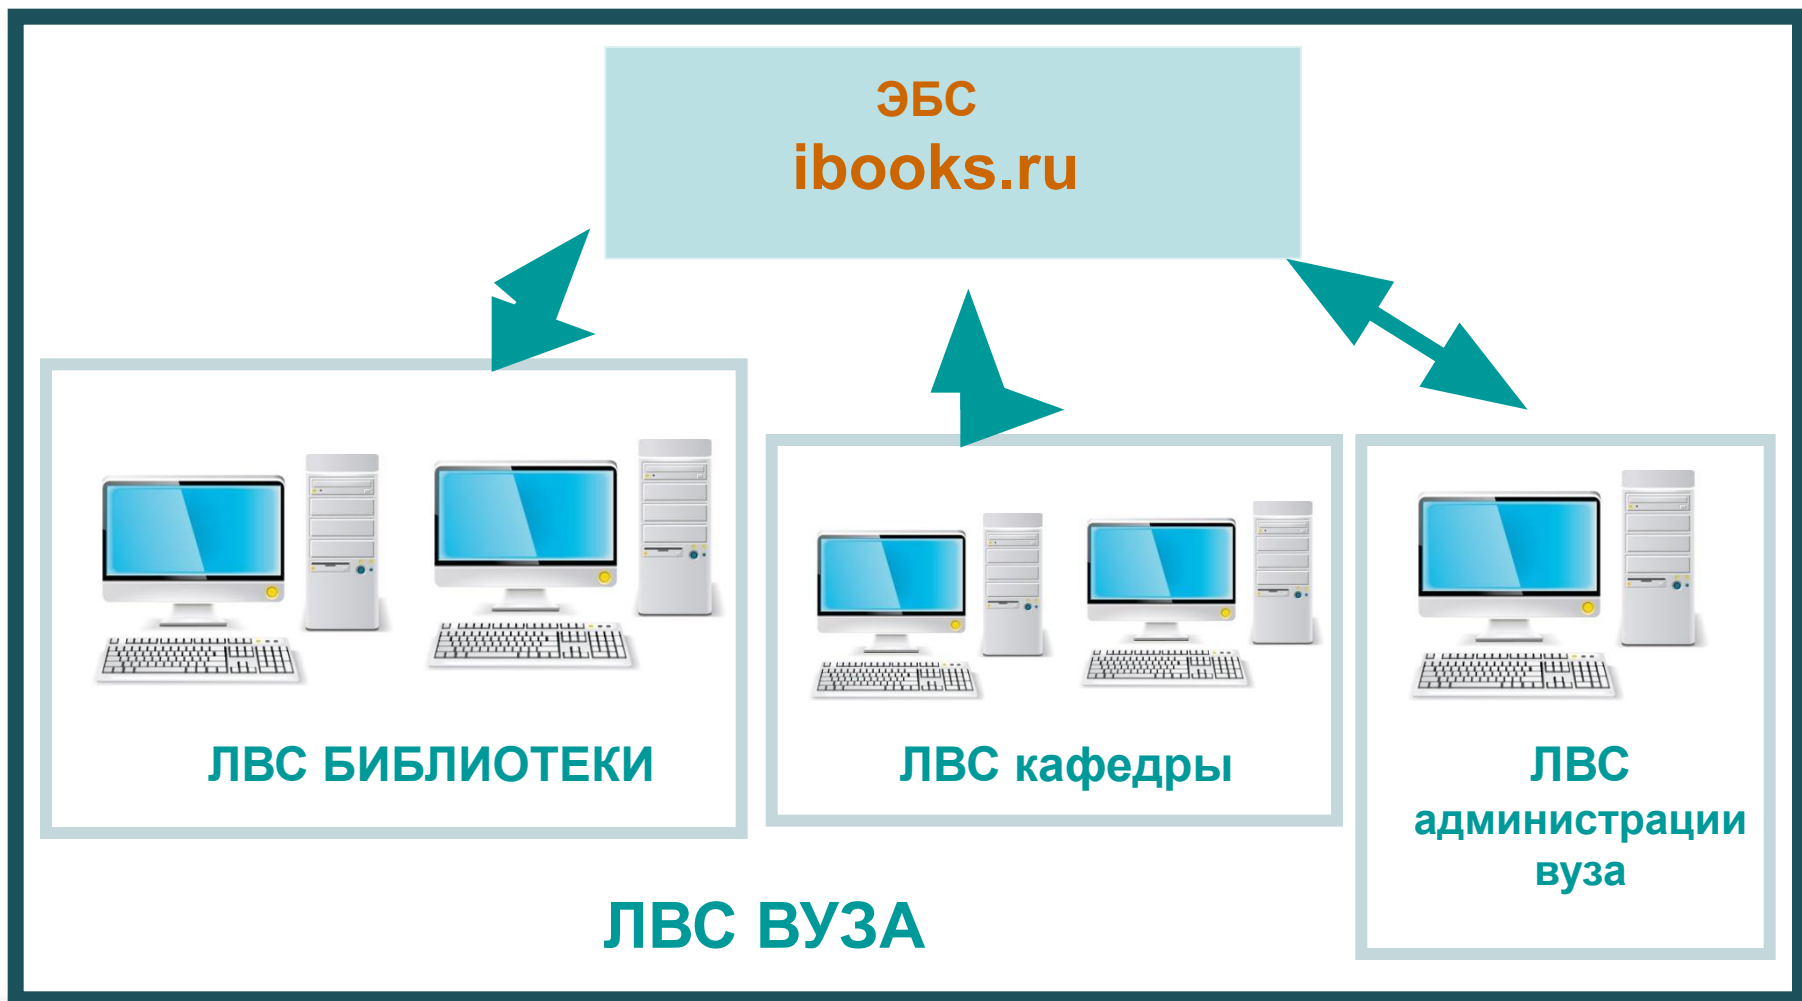 ЭБС
ibooks.ru
ЛВС БИБЛИОТЕКИ
ЛВС кафедры
ЛВС
администрации
вуза
ЛВС ВУЗА